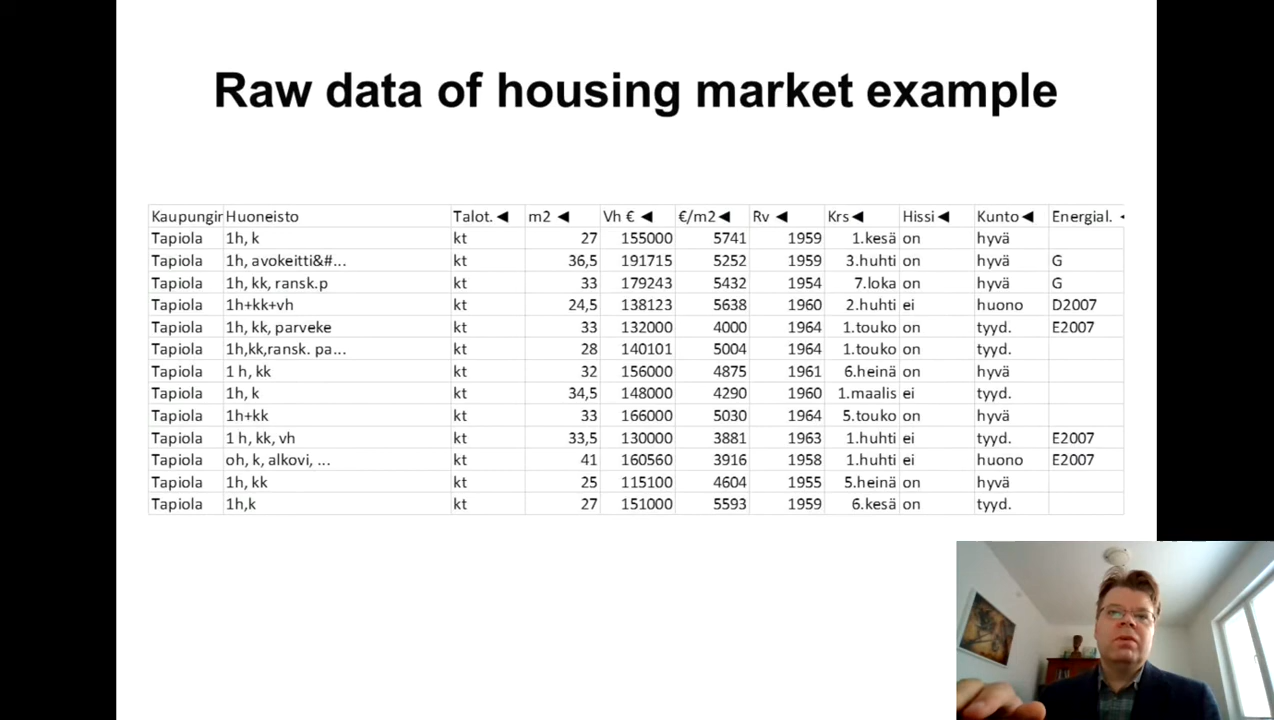 Raw data of housing market example
Kaupungir Huoneisto Talot. ◀ m2 ◀ Vh € ◀ €/m2 ◀ Rv ◀ Krs ◀ Hissi ◀ Kunto ◀ Energial. ◀
Tapiola 1h, k kt 27 155000 5741 1959 1.kesä on hyvä
Tapiola 1h, avokeitti&#... kt 36,5 191715 5252 1959 3.huhti on hyvä G
Tapiola 1h, kk, ransk.p kt 33 179243 5432 1954 7.loka on hyvä G
Tapiola 1h+kk+vh kt 24,5 138123 5638 1960 2.huhti ei huono D2007
Tapiola 1h, kk, parveke kt 33 132000 4000 1964 1.touko on tyyd. E2007
Tapiola 1h,kk,ransk. pa... kt 28 140101 5004 1964 1.touko on tyyd.
Tapiola 1 h, kk kt 32 156000 4875 1961 6.heinä on hyvä
Tapiola 1h, k kt 34,5 148000 4290 1960 1.maalis ei tyyd.
Tapiola 1h+kk kt 33 166000 5030 1964 5.touko on hyvä
Tapiola 1 h, kk, vh kt 33,5 130000 3881 1963 1.huhti ei tyyd. E2007
Tapiola oh, k, alkovi, ... kt 41 160560 3916 1958 1.huhti ei huono E2007
Tapiola 1h, kk kt 25 115100 4604 1955 5.heinä on hyvä
Tapiola 1h,k kt 27 151000 5593 1959 6.kesä on tyyd.